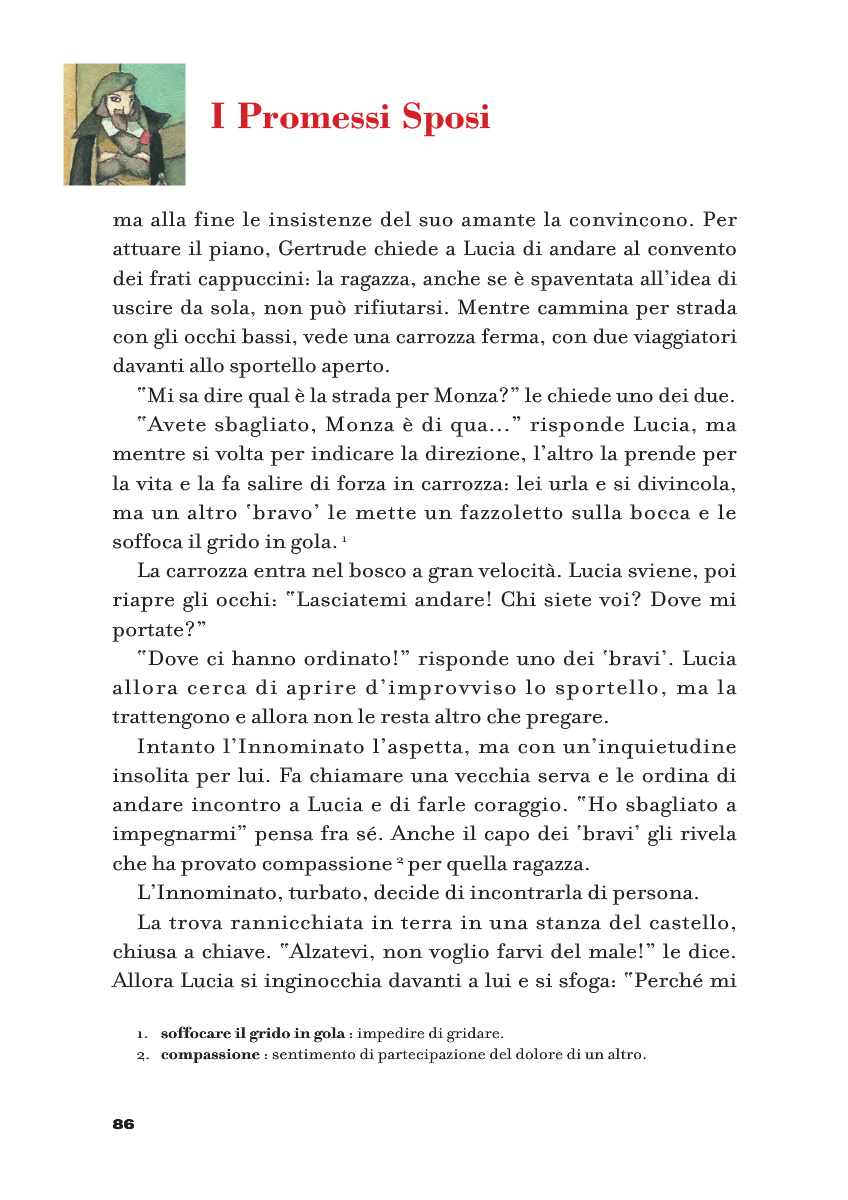 I Promessi Sposi
ma alla fine le insistenze del suo amante la convincono. Per
attuare il piano, Gertrude chiede a Lucia di andare al convento
dei frati cappuccini: la ragazza, anche se è spaventata all’idea di
uscire da sola, non può rifiutarsi. Mentre cammina per strada
con gli occhi bassi, vede una carrozza ferma, con due viaggiatori
davanti allo sportello aperto.
‟Mi sa dire qual è la strada per Monza?” le chiede uno dei due.
‟Avete sbagliato, Monza è di qua...” risponde Lucia, ma
mentre si volta per indicare la direzione, l’altro la prende per
la vita e la fa salire di forza in carrozza: lei urla e si divincola,
ma un altro ‛bravo’ le mette un fazzoletto sulla bocca e le
soffoca il grido in gola. 1
La carrozza entra nel bosco a gran velocità. Lucia sviene, poi
riapre gli occhi: ‟Lasciatemi andare! Chi siete voi? Dove mi
portate?”
‟Dove ci hanno ordinato!” risponde uno dei ‛bravi’. Lucia
allora cerca di aprire d’improvviso lo sportello, ma la
trattengono e allora non le resta altro che pregare.
Intanto l’Innominato l’aspetta, ma con un’inquietudine
insolita per lui. Fa chiamare una vecchia serva e le ordina di
andare incontro a Lucia e di farle coraggio. ‟Ho sbagliato a
impegnarmi” pensa fra sé. Anche il capo dei ‛bravi’ gli rivela
che ha provato compassione 2 per quella ragazza.
L’Innominato, turbato, decide di incontrarla di persona.
La trova rannicchiata in terra in una stanza del castello,
chiusa a chiave. ‟Alzatevi, non voglio farvi del male!” le dice.
Allora Lucia si inginocchia davanti a lui e si sfoga: ‟Perché mi
1. soffocare il grido in gola : impedire di gridare.
2. compassione : sentimento di partecipazione del dolore di un altro.
86